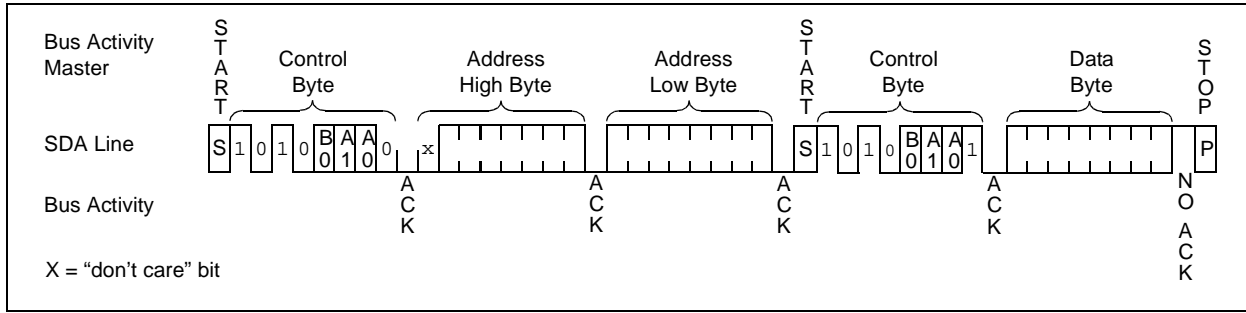 Bus Activity
Master
START
Control
Byte
Address
High Byte
Address
Low Byte
START
Control
Byte
Data
Byte
STOP
SDA Line
S 1 0 1 0 B0 A1 A0 0 x S 1 0 1 0 B0 A1 A0 1 P
Bus Activity
ACK
ACK
ACK
ACK
NO ACK
X = “don’t care” bit